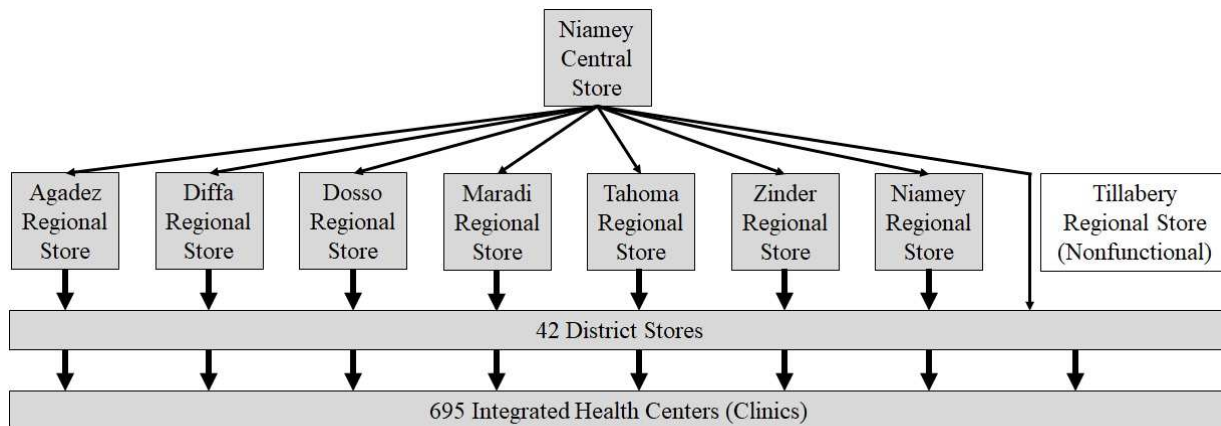 Niamey
Central
Store
Agadez
Regional
Store
Diffa
Regional
Store
Dosso
Regional
Store
Maradi
Regional
Store
Tahoma
Regional
Store
Zinder
Regional
Store
Niamey
Regional
Store
Tillabery
Regional Store
(Nonfunctional)
42 District Stores
695 Integrated Health Centers (Clinics)